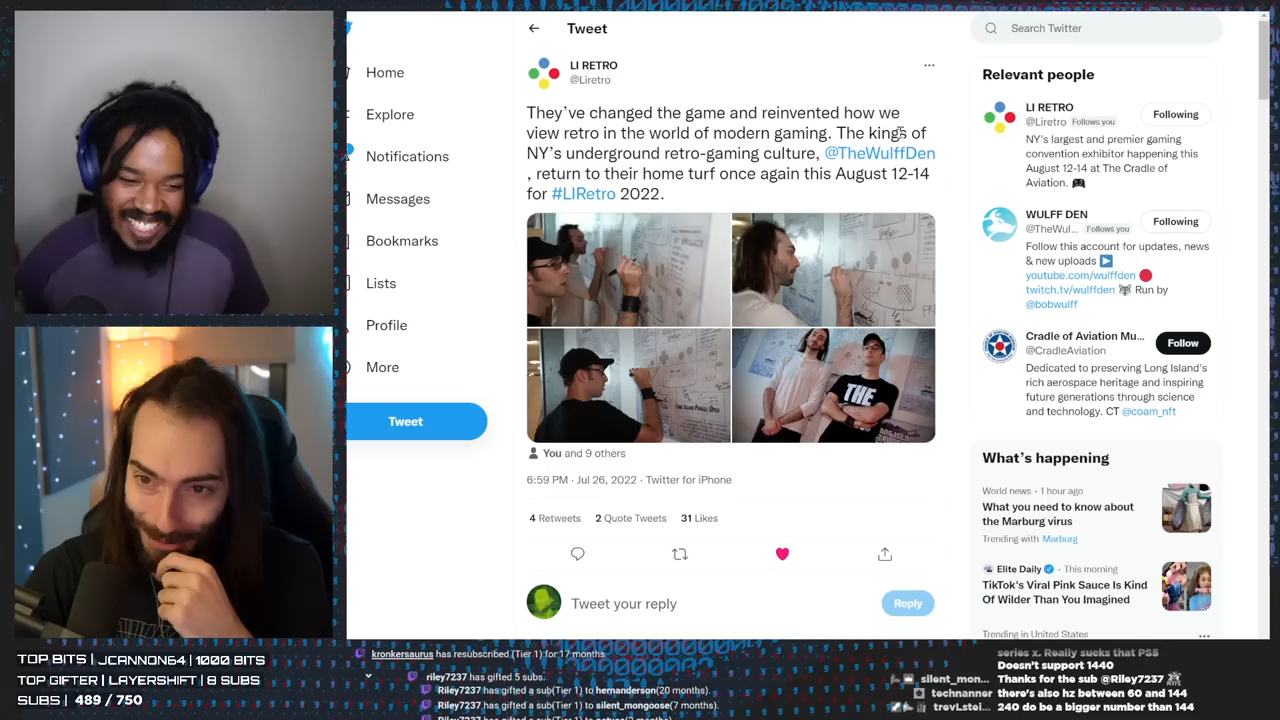 Home
Explore
Notifications
Messages
Bookmarks
Lists
Profile
More
Tweet
Tweet
LI RETRO
@Liretro
They've changed the game and reinvented how we
view retro in the world of modern gaming. The kings of
NY's underground retro-gaming culture, @TheWulffDen
, return to their home turf once again this August 12-14
for #LIRetro 2022.
THE
You and 9 others
6:59 PM · Jul 26, 2022 · Twitter for iPhone
4 Retweets 2 Quote Tweets 31 Likes
Tweet your reply
Reply
Search Twitter
Relevant people
LI RETRO
@Liretro Follows you
Following
NY's largest and premier gaming
convention exhibitor happening this
August 12-14 at The Cradle of
Aviation.
WULFF DEN
@TheWul... Follows you
Following
Follow this account for updates, news
& new uploads
youtube.com/wulffden
twitch.tv/wulffden Run by
@bobwulff
Cradle of Aviation Mu...
@CradleAviation
Follow
Dedicated to preserving Long Island's
rich aerospace heritage and inspiring
future generations through science
and technology. CT @coam_nft
What's happening
World news · 1 hour ago
What you need to know about
the Marburg virus
Trending with Marburg
Elite Daily · This morning
TikTok's Viral Pink Sauce Is Kind
Of Wilder Than You Imagined
Trending in United States
TOP BITS | JCANNON64 | 1000 BITS
TOP GIFTER | LAYERSHIFT | 8 SUBS
SUBS | 489 / 750
kronkersaurus has resubscribed (Tier 1) for 17 months.
riley7237 has gifted 5 subs.
Riley7237 has gifted a sub(Tier 1) to hernanderson(20 months).
Riley7237 has gifted a sub(Tier 1) to silent_mongoose(7 months).
series x. Really sucks that PS5
Doesn't support 1440
silent_mon... Thanks for the sub @Riley7237
technanner there's also hz between 60 and 144
trevLstei... 240 do be a bigger number than 144